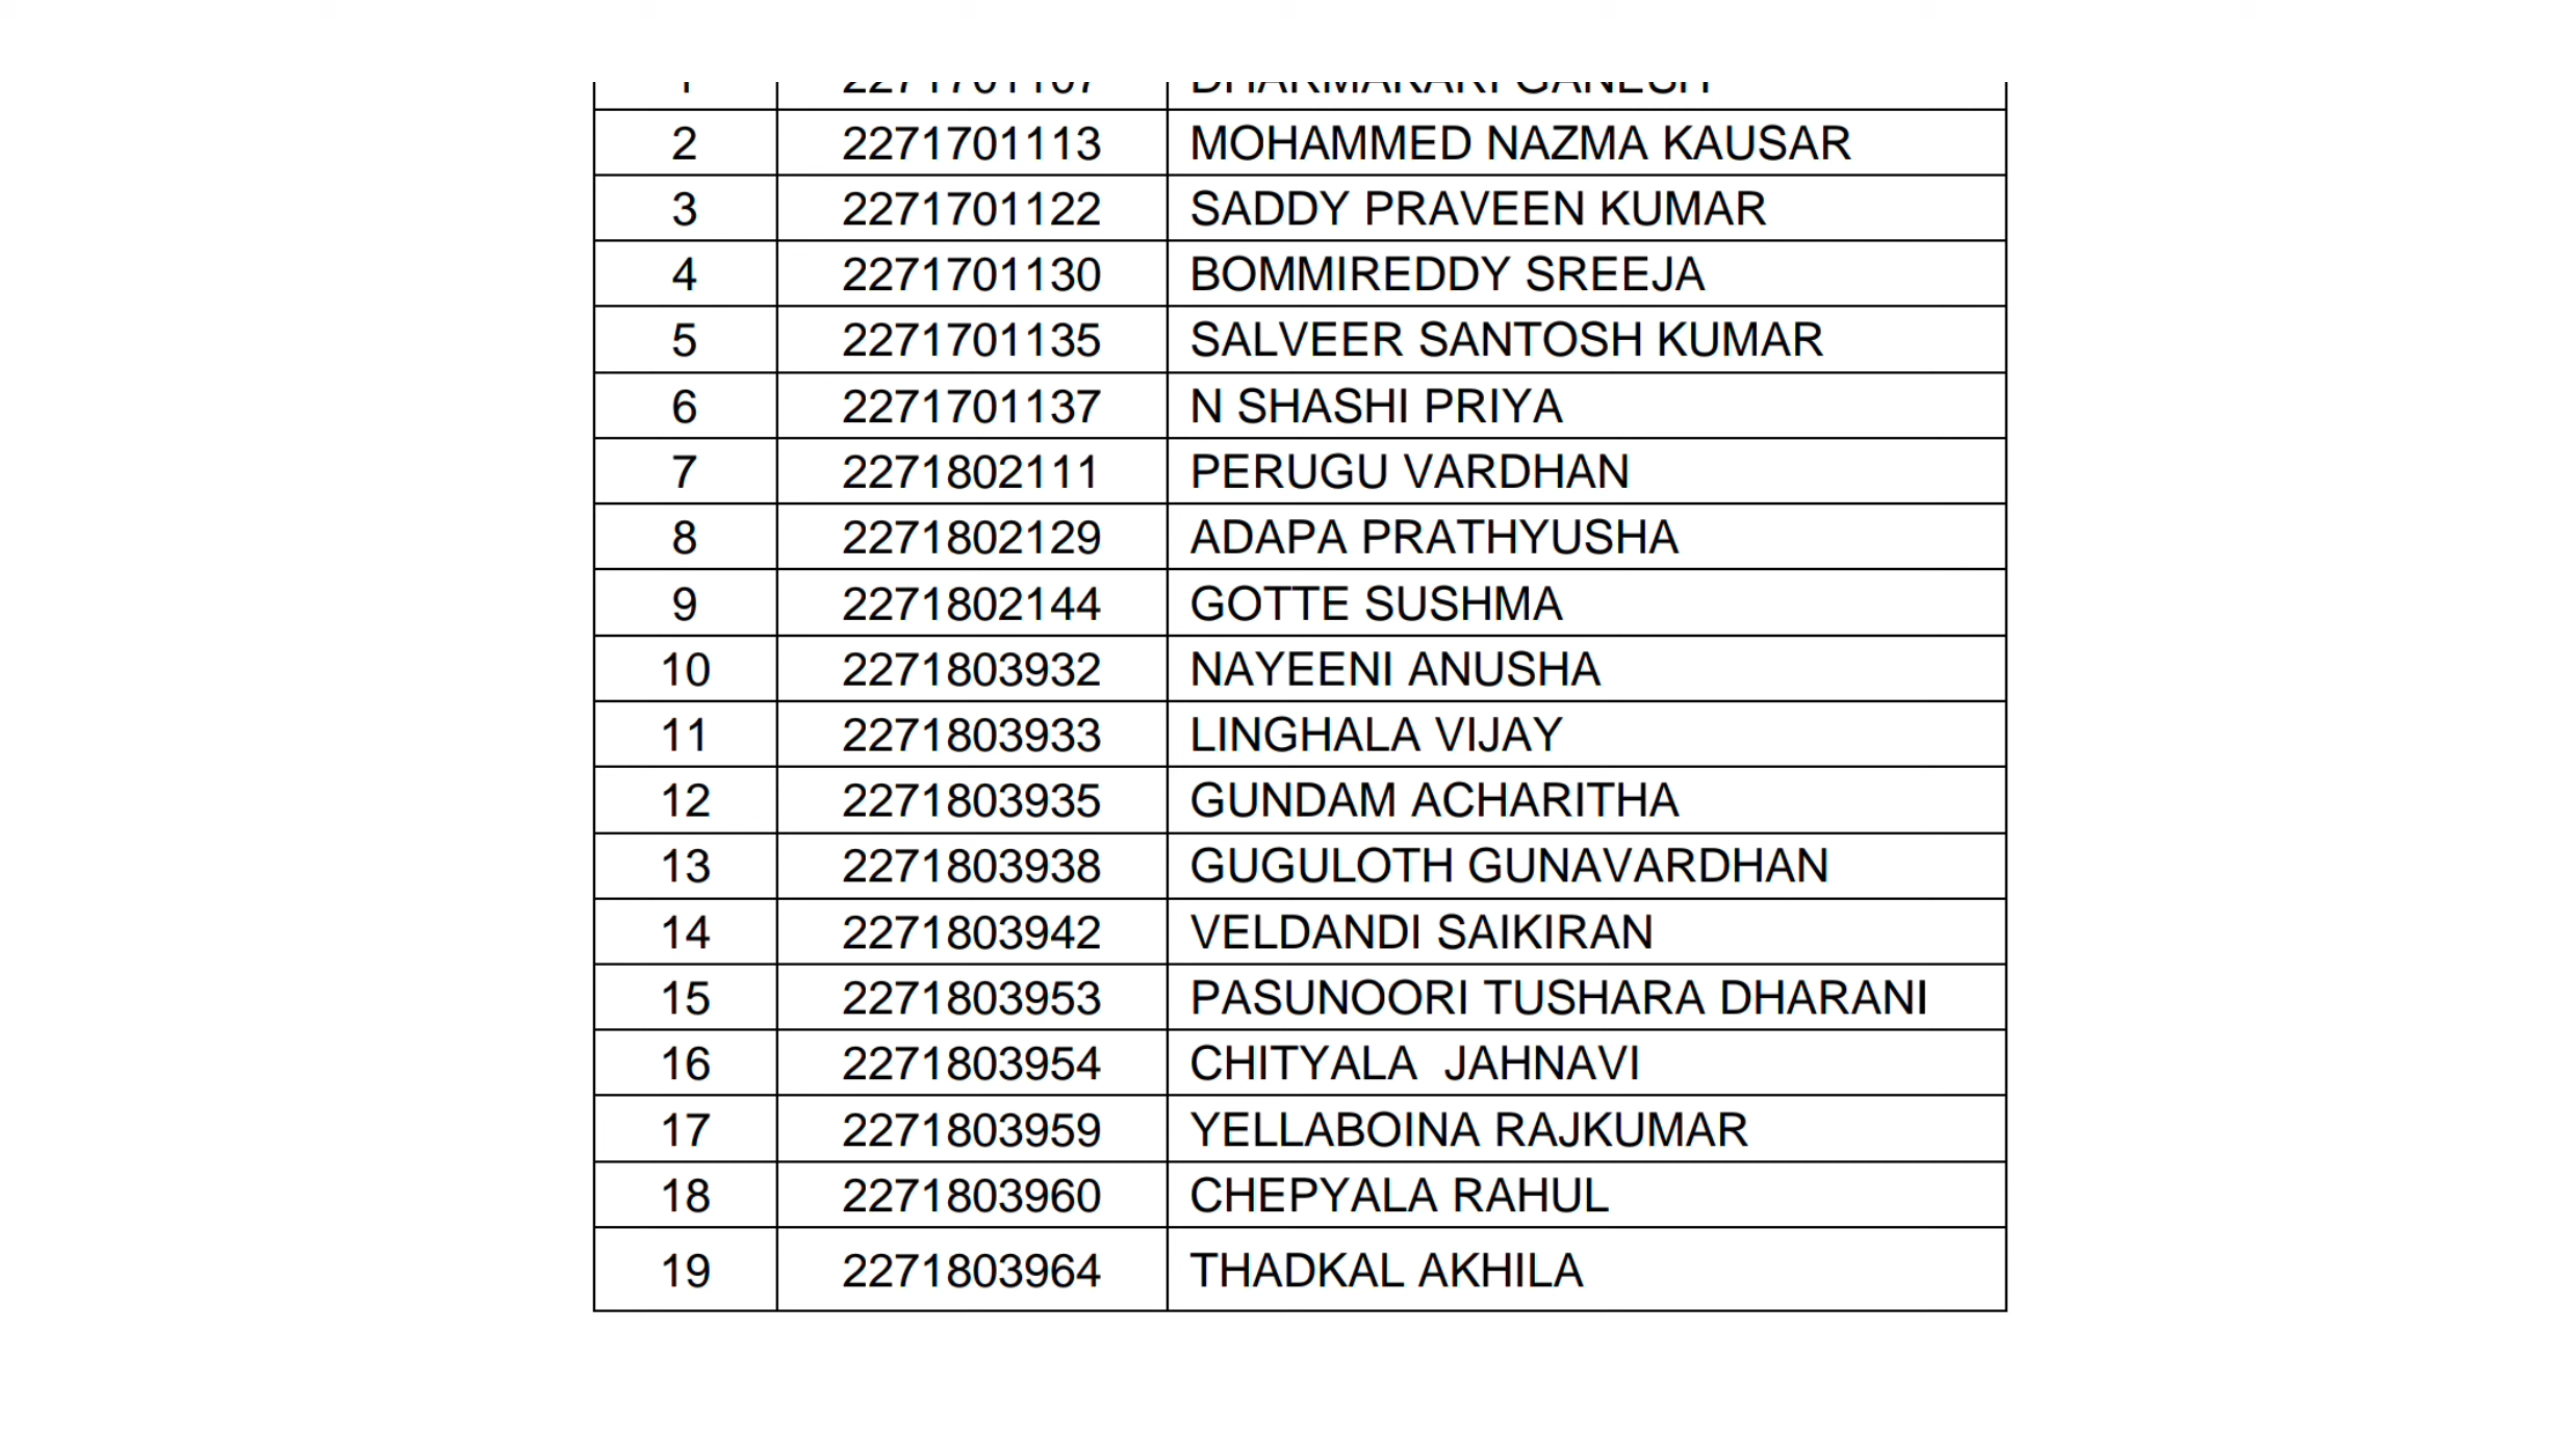 2 2271701113 MOHAMMED NAZMA KAUSAR
3 2271701122 SADDY PRAVEEN KUMAR
4 2271701130 BOMMIREDDY SREEJA
5 2271701135 SALVEER SANTOSH KUMAR
6 2271701137 N SHASHI PRIYA
7 2271802111 PERUGU VARDHAN
8 2271802129 ADAPA PRATHYUSHA
9 2271802144 GOTTE SUSHMA
10 2271803932 NAYEENI ANUSHA
11 2271803933 LINGHALA VIJAY
12 2271803935 GUNDAM ACHARITHA
13 2271803938 GUGULOTH GUNAVARDHAN
14 2271803942 VELDANDI SAIKIRAN
15 2271803953 PASUNOORI TUSHARA DHARANI
16 2271803954 CHITYALA  JAHNAVI
17 2271803959 YELLABOINA RAJKUMAR
18 2271803960 CHEPYALA RAHUL
19 2271803964 THADKAL AKHILA